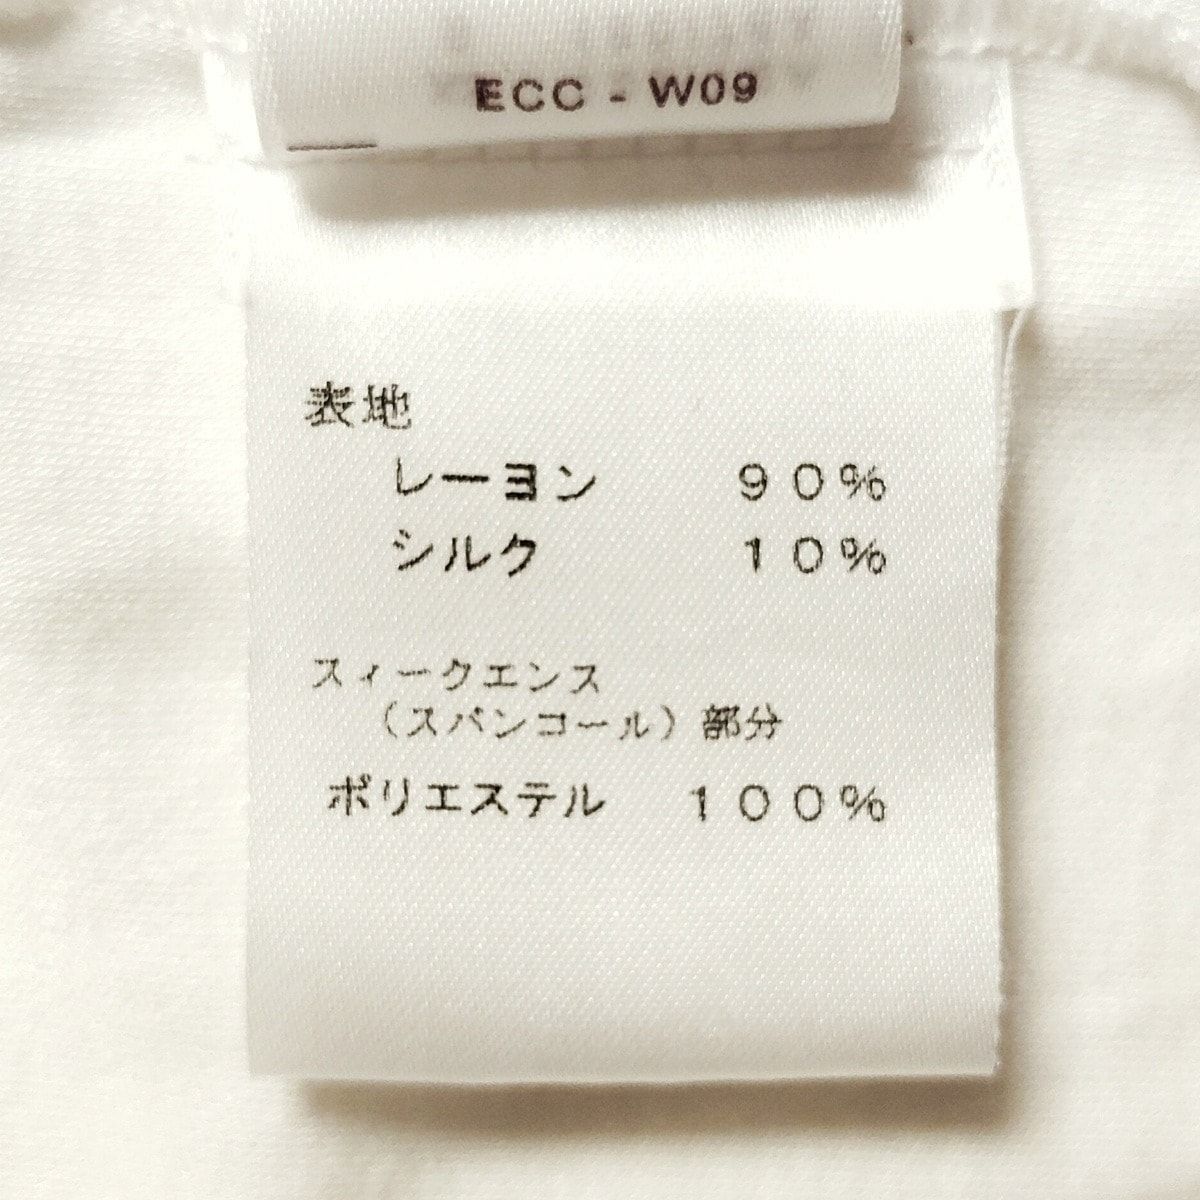 ECC - W09
表地
レーヨン 90%
シルク 10%
スィークエンス
(スパンコール)部分
ポリエステル 100%